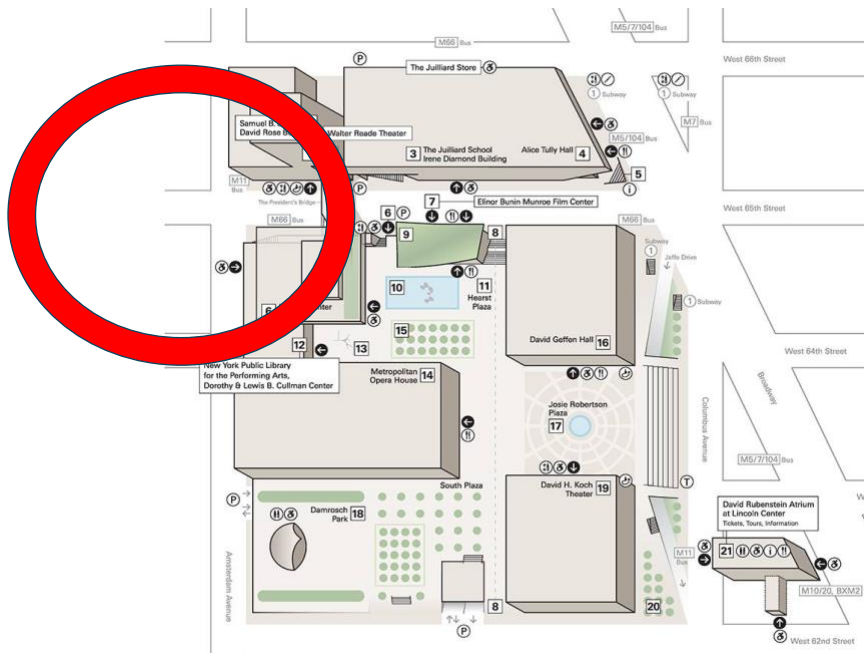 M5/7/104 Bus
M66 Bus
P
The Juilliard Store
West 66th Street
Samuel B.
David Rose B
Walter Reade Theater
3 The Juilliard School
Irene Diamond Building
Alice Tully Hall
4
1 Subway
1 Subway
M5/104 Bus
M7 Bus
5
i
M11
Bus
The President's Bridge
P
7
Elinor Bunin Munroe Film Center
West 65th Street
M66 Bus
6 P
8
M66 Bus
9
Subway
1
Jaffe Drive
10
11
Hearst
Plaza
1 Subway
6
12
13
15
David Geffen Hall 16
West 64th Street
New York Public Library
for the Performing Arts,
Dorothy & Lewis B. Cullman Center
Metropolitan
Opera House 14
Josie Robertson
Plaza
17
Columbus Avenue
Broadway
M5/7/104 Bus
South Plaza
David H. Koch
Theater 19
T
P
Damrosch
Park 18
David Rubenstein Atrium
at Lincoln Center
Tickets, Tours, Information
21
i
M11
Bus
Amsterdam Avenue
M10/20, BXM2
8
20
P
West 62nd Street